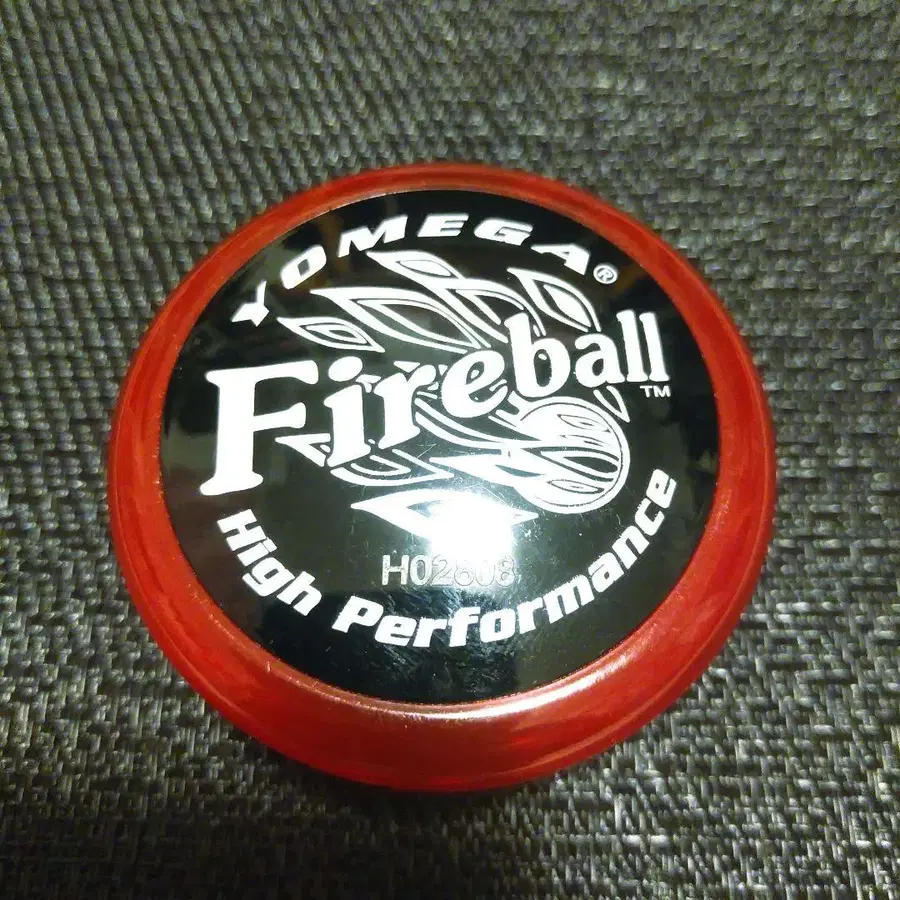 YOMEGA®
Fireball™
H02608
High Performance